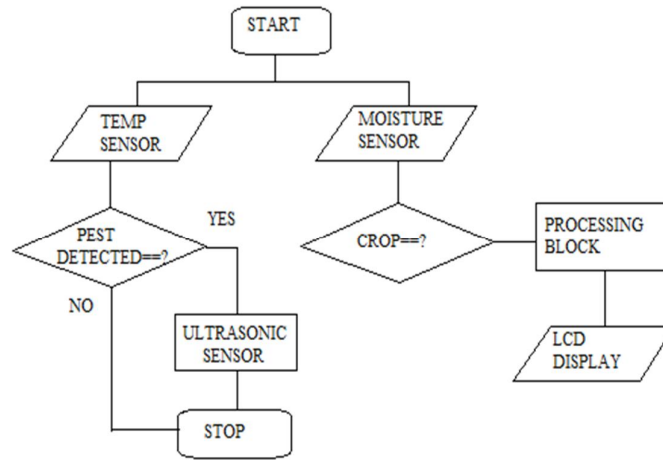 START
TEMP
SENSOR
MOISTURE
SENSOR
PEST
DETECTED==?
YES
NO
CROP==?
PROCESSING
BLOCK
ULTRASONIC
SENSOR
LCD
DISPLAY
STOP